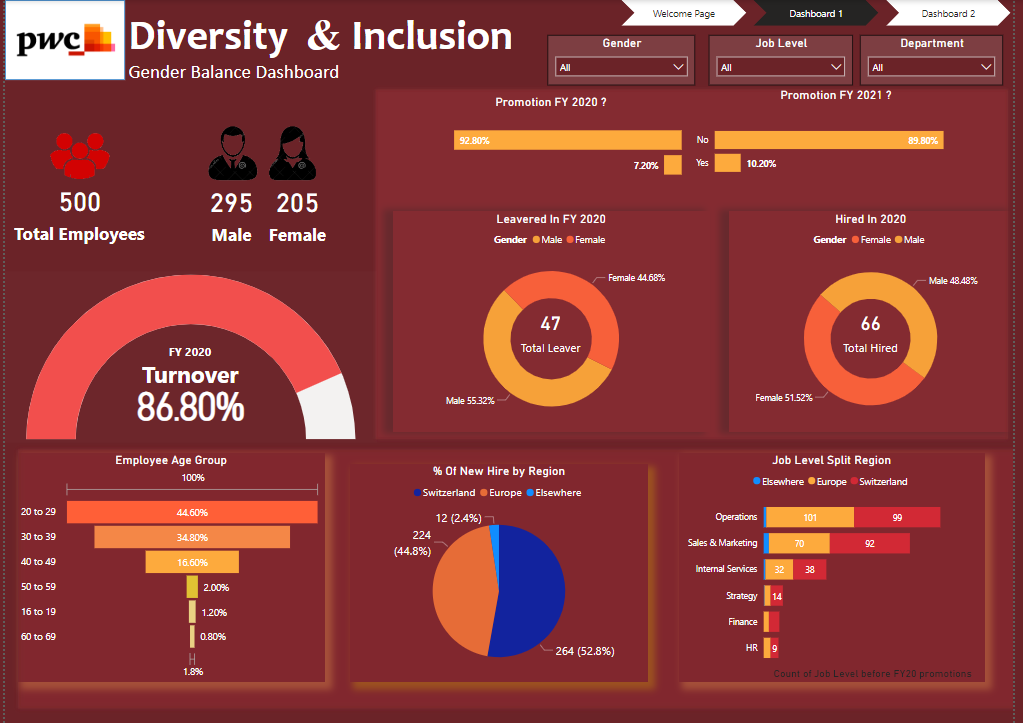 pwc
Diversity & Inclusion
Gender Balance Dashboard
Welcome Page
Dashboard 1
Dashboard 2
Gender
All
Job Level
All
Department
All
500
Total Employees
295
Male
205
Female
Promotion FY 2020 ?
92.80%
7.20%
No
Yes
Promotion FY 2021 ?
89.80%
10.20%
FY 2020
Turnover
86.80%
Leavered In FY 2020
Gender Male Female
Female 44.68%
47
Total Leaver
Male 55.32%
Hired In 2020
Gender Female Male
Male 48.48%
66
Total Hired
Female 51.52%
Employee Age Group
100%
20 to 29 44.60%
30 to 39 34.80%
40 to 49 16.60%
50 to 59 2.00%
16 to 19 1.20%
60 to 69 0.80%
1.8%
% Of New Hire by Region
Switzerland Europe Elsewhere
12 (2.4%)
224
(44.8%)
264 (52.8%)
Job Level Split Region
Elsewhere Europe Switzerland
Operations 101 99
Sales & Marketing 70 92
Internal Services 32 38
Strategy 14
Finance
HR 9
Count of Job Level before FY20 promotions